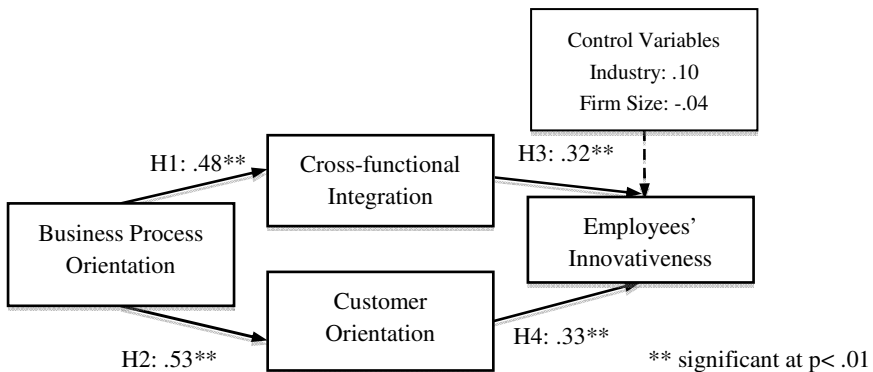 Control Variables
Industry: .10
Firm Size: -.04
H1: .48**
Cross-functional
Integration
H3: .32**
Business Process
Orientation
Employees’
Innovativeness
Customer
Orientation
H2: .53**
H4: .33**
** significant at p< .01